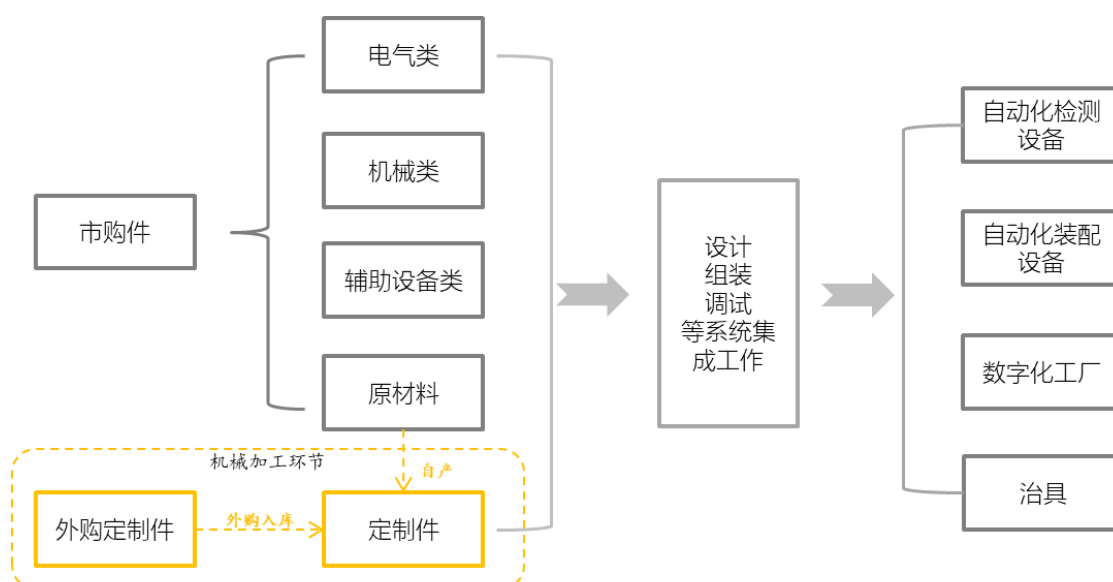 市购件
电气类
机械类
辅助设备类
原材料
机械加工环节
自产
外购定制件
外购入库
定制件
设计
组装
调试
等系统集
成工作
自动化检测
设备
自动化装配
设备
数字化工厂
治具